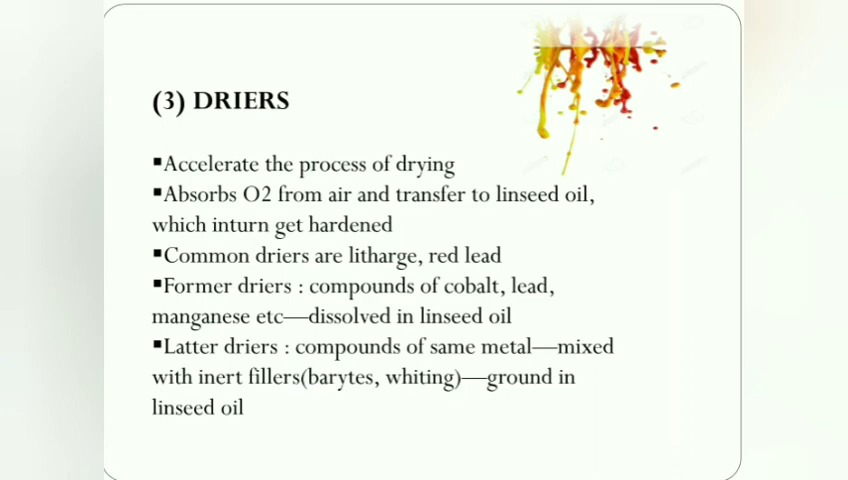 (3) DRIERS
▪Accelerate the process of drying
▪Absorbs O2 from air and transfer to linseed oil,
which inturn get hardened
▪Common driers are litharge, red lead
▪Former driers : compounds of cobalt, lead,
manganese etc—dissolved in linseed oil
▪Latter driers : compounds of same metal—mixed
with inert fillers(barytes, whiting)—ground in
linseed oil